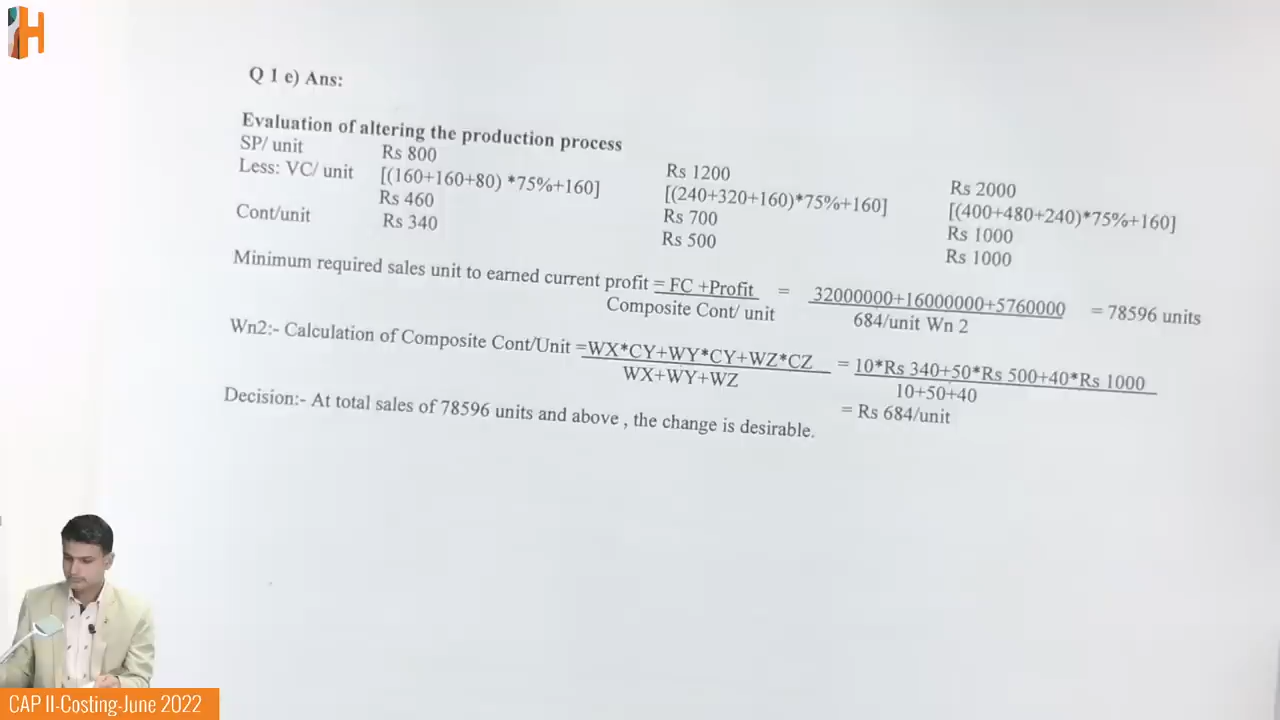 H
Q 1 e) Ans:
Evaluation of altering the production process
SP/ unit Rs 800 Rs 1200 Rs 2000
Less: VC/ unit [(160+160+80) *75%+160] [(240+320+160)*75%+160] [(400+480+240)*75%+160]
Rs 460 Rs 700 Rs 1000
Cont/unit Rs 340 Rs 500 Rs 1000
Minimum required sales unit to earned current profit = FC +Profit = 32000000+16000000+5760000 = 78596 units
Composite Cont/ unit 684/unit Wn 2
Wn2:- Calculation of Composite Cont/Unit =WX*CY+WY*CY+WZ*CZ = 10*Rs 340+50*Rs 500+40*Rs 1000
WX+WY+WZ 10+50+40
= Rs 684/unit
Decision:- At total sales of 78596 units and above , the change is desirable.
CAP II-Costing-June 2022